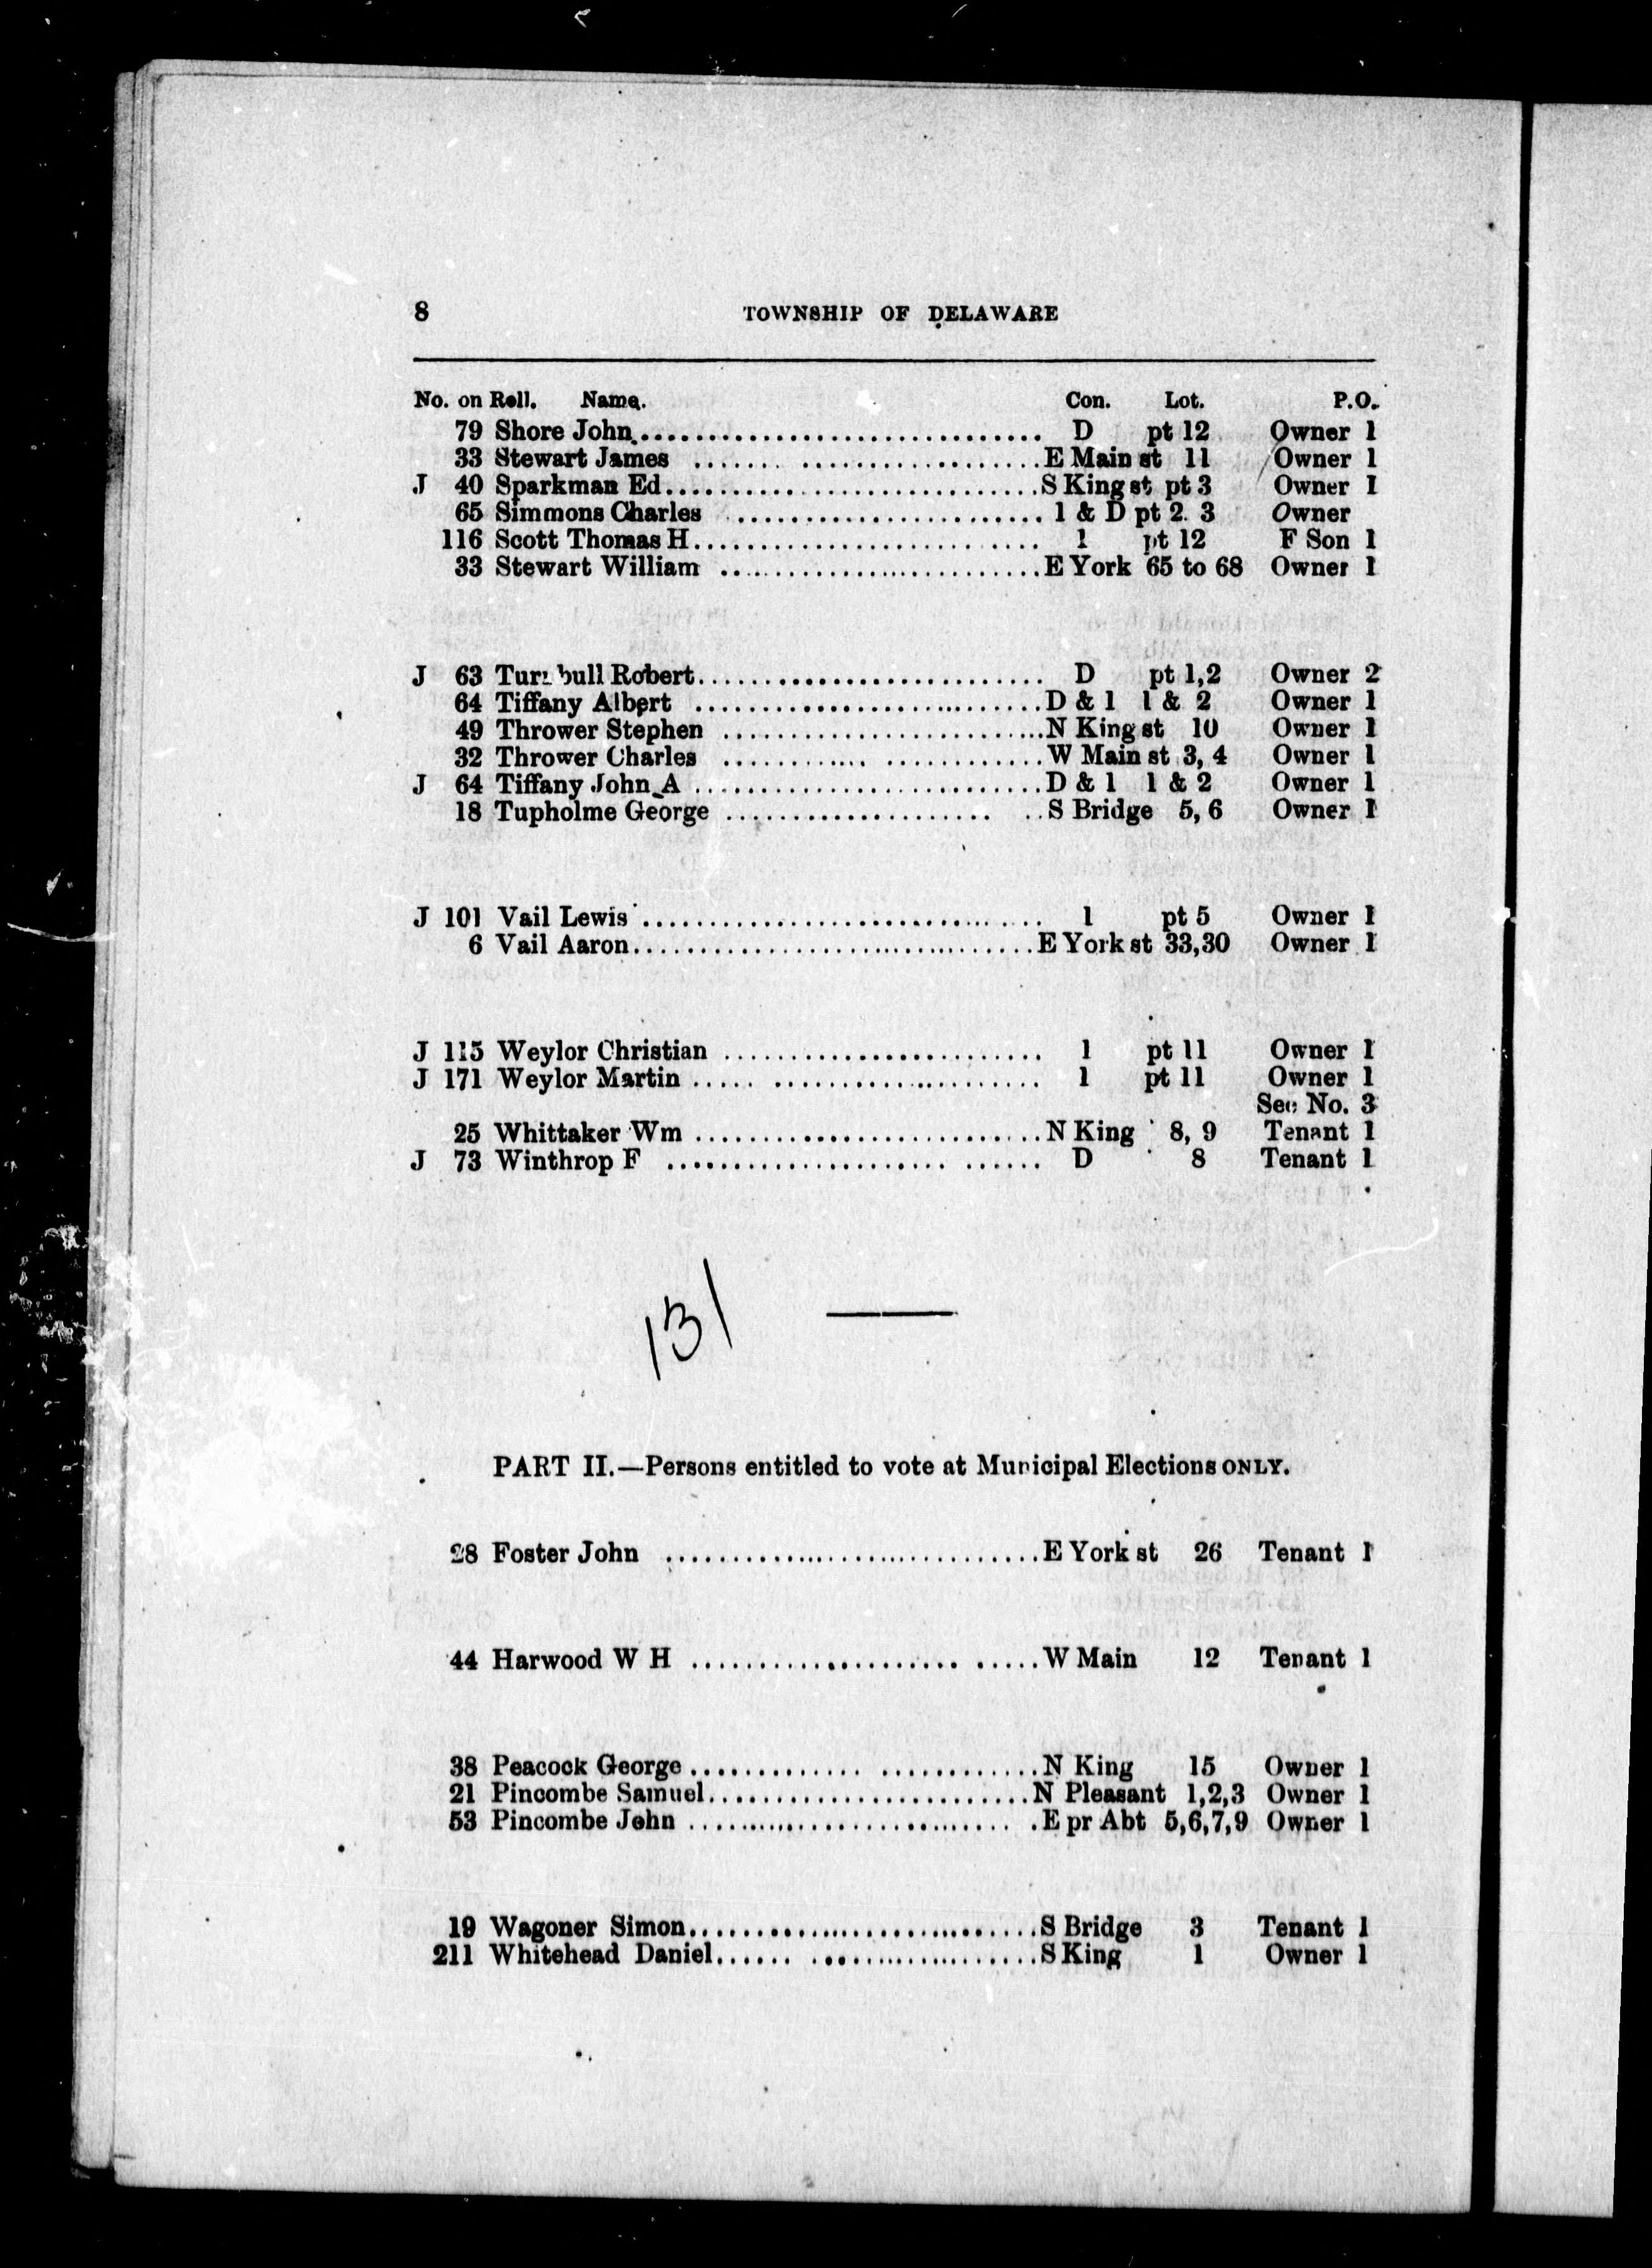 8 TOWNSHIP OF DELAWARE
No. on Roll. Name. Con. Lot. P.O.
79 Shore John................................ D pt 12 Owner 1
33 Stewart James ........................... E Main st 11 Owner 1
J 40 Sparkman Ed............................S King st pt 3 Owner 1
65 Simmons Charles ........................ 1 & D pt 2. 3 Owner
116 Scott Thomas H.......................... 1 pt 12 F Son 1
33 Stewart William .........................E York 65 to 68 Owner 1
J 63 Turnbull Robert.......................... D pt 1,2 Owner 2
64 Tiffany Albert ..........................D & 1 1 & 2 Owner 1
49 Thrower Stephen ........................N King st 10 Owner 1
32 Thrower Charles ........... ............W Main st 3, 4 Owner 1
J 64 Tiffany John A ..........................D & 1 1 & 2 Owner 1
18 Tupholme George .................... ..S Bridge 5, 6 Owner 1
J 101 Vail Lewis .............................. 1 pt 5 Owner 1
6 Vail Aaron..............................E York st 33,30 Owner 1
J 115 Weylor Christian ........................ 1 pt 11 Owner 1
J 171 Weylor Martin ..... .................... 1 pt 11 Owner 1
Sec No. 3
25 Whittaker Wm ..........................N King 8, 9 Tenant 1
J 73 Winthrop F ..................... ...... D 8 Tenant 1
131
PART II.—Persons entitled to vote at Municipal Elections ONLY.
28 Foster John ............................E York st 26 Tenant 1
44 Harwood W H .................... .....W Main 12 Tenant 1
38 Peacock George............. ............N King 15 Owner 1
21 Pincombe Samuel........................N Pleasant 1,2,3 Owner 1
53 Pincombe John ........................ .E pr Abt 5,6,7,9 Owner 1
19 Wagoner Simon..........................S Bridge 3 Tenant 1
211 Whitehead Daniel...... .................S King 1 Owner 1